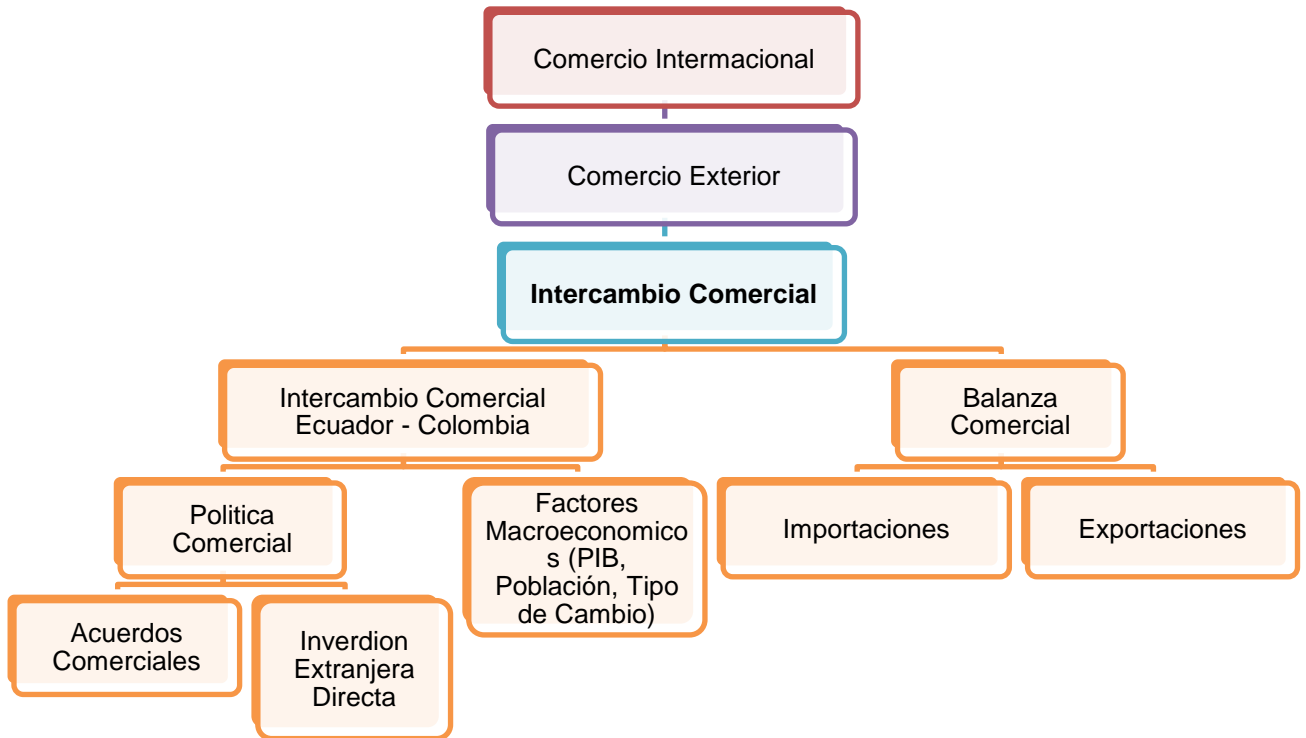 Comercio Intermacional
Comercio Exterior
Intercambio Comercial
Intercambio Comercial
Ecuador - Colombia
Balanza
Comercial
Politica
Comercial
Factores
Macroeconomico
s (PIB,
Población, Tipo
de Cambio)
Importaciones
Exportaciones
Acuerdos
Comerciales
Inverdion
Extranjera
Directa